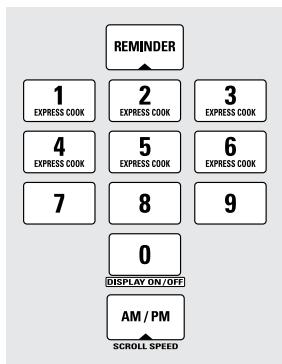 REMINDER
1 2 3
EXPRESS COOK EXPRESS COOK EXPRESS COOK
4 5 6
EXPRESS COOK EXPRESS COOK EXPRESS COOK
7 8 9
0
DISPLAY ON/OFF
AM / PM
SCROLL SPEED